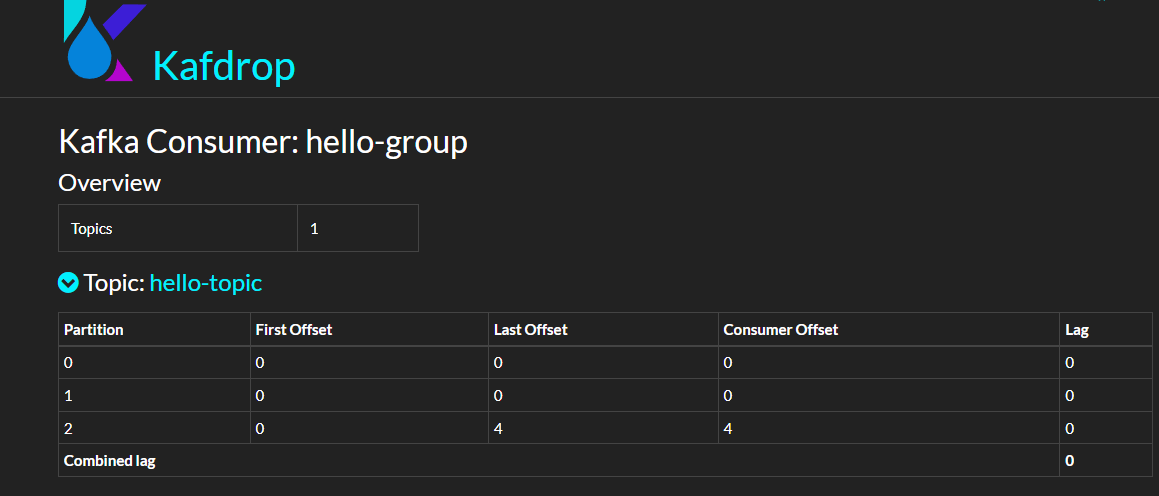 Kafdrop
Kafka Consumer: hello-group
Overview
Topics 1
Topic: hello-topic
Partition First Offset Last Offset Consumer Offset Lag
0 0 0 0 0
1 0 0 0 0
2 0 4 4 0
Combined lag 0